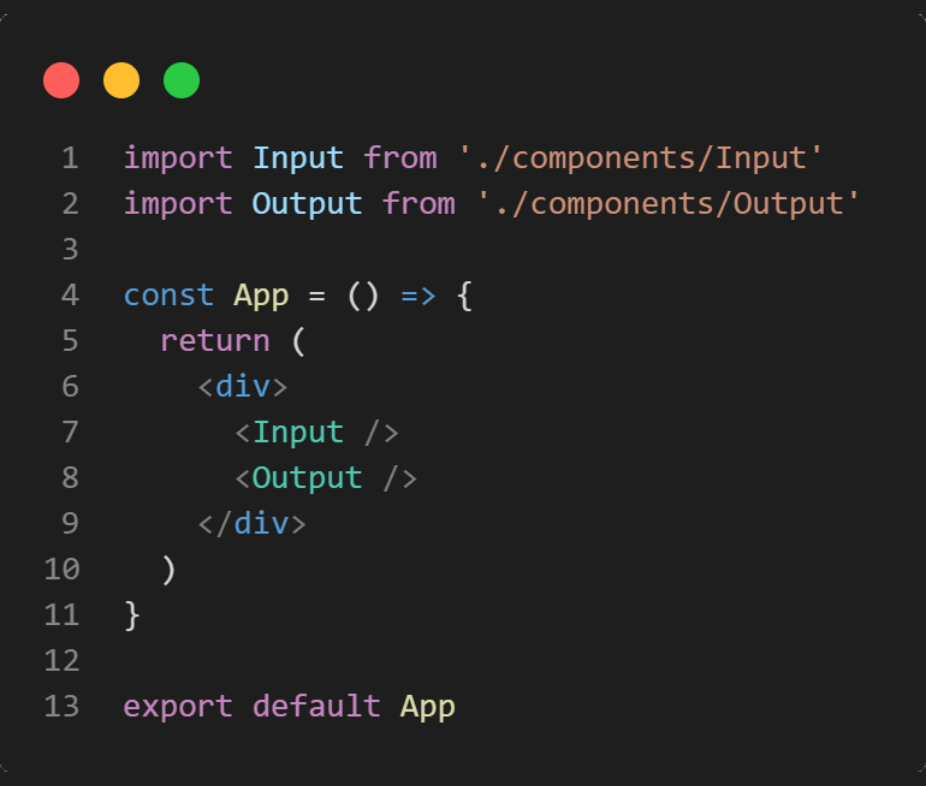 1 import Input from './components/Input'
2 import Output from './components/Output'
3
4 const App = () => {
5   return (
6     <div>
7       <Input />
8       <Output />
9     </div>
10   )
11 }
12
13 export default App